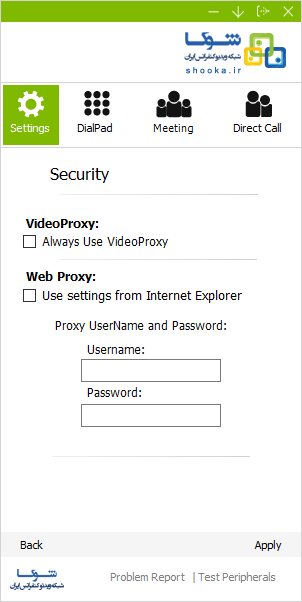 شوکا
شبکه ویدئو کنفرانس ایران
shooka.ir
Settings DialPad Meeting Direct Call
Security
VideoProxy:
Always Use VideoProxy
Web Proxy:
Use settings from Internet Explorer
Proxy UserName and Password:
Username:
Password:
Back Apply
شوکا
شبکه ویدئو کنفرانس ایران
Problem Report | Test Peripherals